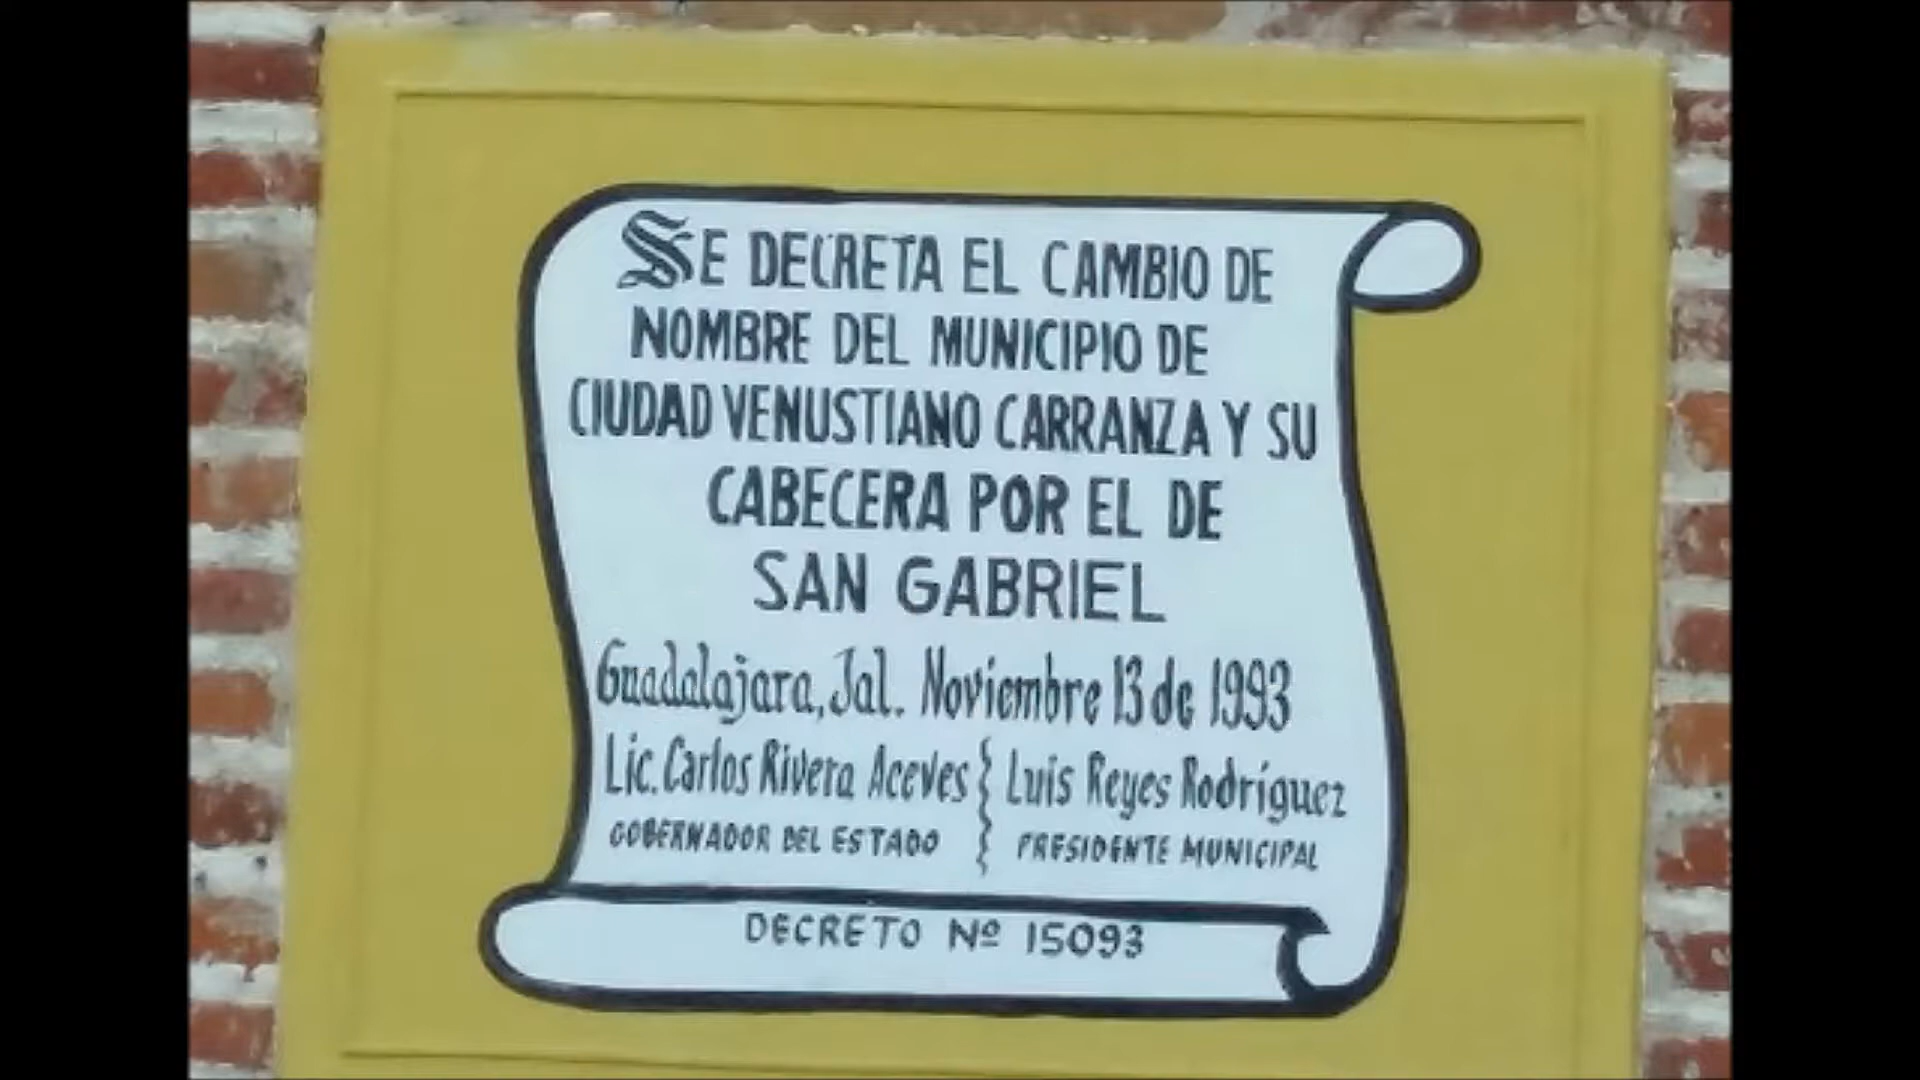 SE DECRETA EL CAMBIO DE
NOMBRE DEL MUNICIPIO DE
CIUDAD VENUSTIANO CARRANZA Y SU
CABECERA POR EL DE
SAN GABRIEL
Guadalajara, Jal. Noviembre 13 de 1993
Lic. Carlos Rivera Aceves Luis Reyes Rodríguez
GOBERNADOR DEL ESTADO PRESIDENTE MUNICIPAL
DECRETO Nº 15093